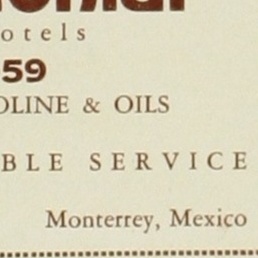 otels
59
OLINE & OILS
BLE SERVICE
Monterrey, Mexico